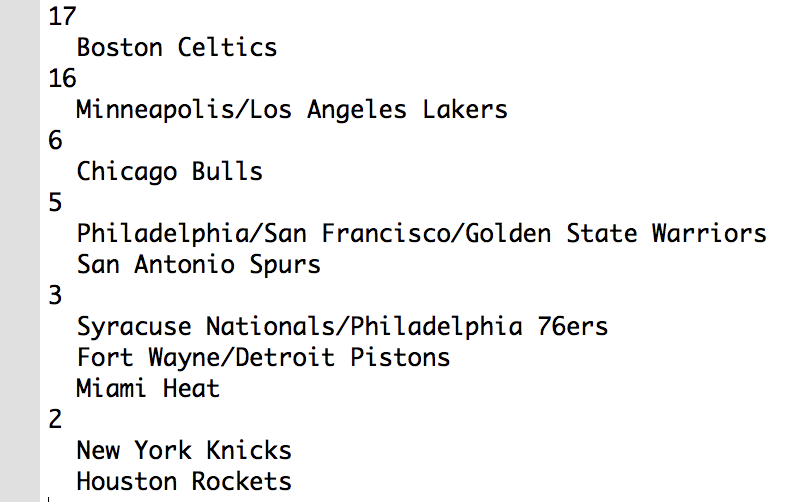 17
Boston Celtics
16
Minneapolis/Los Angeles Lakers
6
Chicago Bulls
5
Philadelphia/San Francisco/Golden State Warriors
San Antonio Spurs
3
Syracuse Nationals/Philadelphia 76ers
Fort Wayne/Detroit Pistons
Miami Heat
2
New York Knicks
Houston Rockets